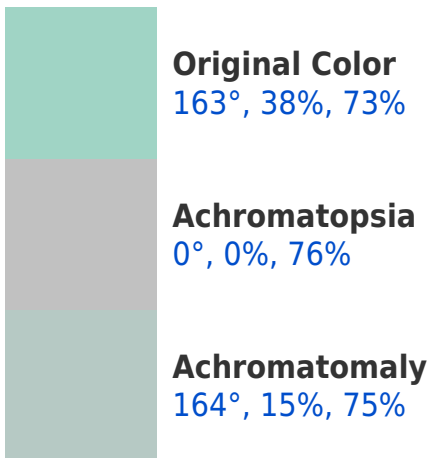 Original Color
163°, 38%, 73%
Achromatopsia
0°, 0%, 76%
Achromatomaly
164°, 15%, 75%